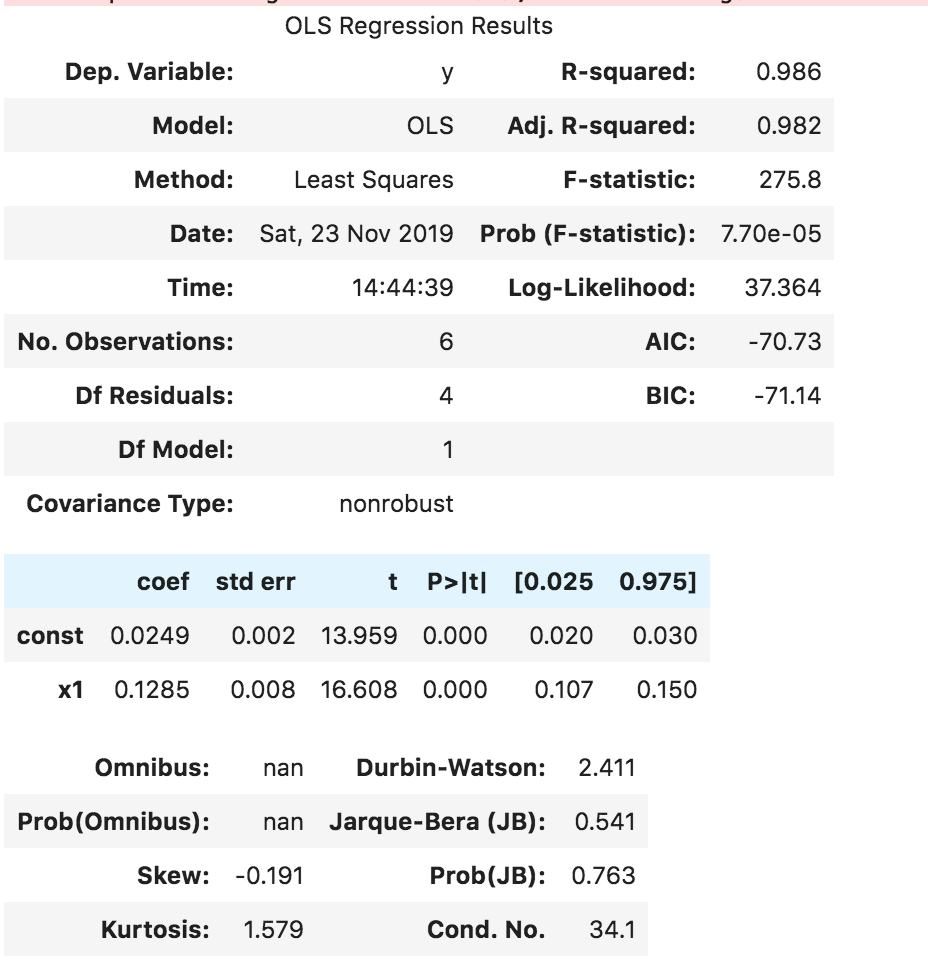 OLS Regression Results
Dep. Variable: y R-squared: 0.986
Model: OLS Adj. R-squared: 0.982
Method: Least Squares F-statistic: 275.8
Date: Sat, 23 Nov 2019 Prob (F-statistic): 7.70e-05
Time: 14:44:39 Log-Likelihood: 37.364
No. Observations: 6 AIC: -70.73
Df Residuals: 4 BIC: -71.14
Df Model: 1
Covariance Type: nonrobust
coef std err t P>|t| [0.025 0.975]
const 0.0249 0.002 13.959 0.000 0.020 0.030
x1 0.1285 0.008 16.608 0.000 0.107 0.150
Omnibus: nan Durbin-Watson: 2.411
Prob(Omnibus): nan Jarque-Bera (JB): 0.541
Skew: -0.191 Prob(JB): 0.763
Kurtosis: 1.579 Cond. No. 34.1